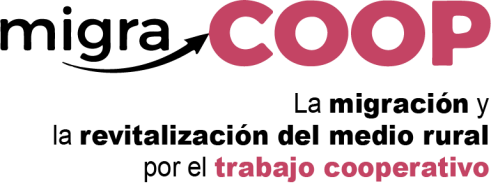 migraCOOP
La migración y
la revitalización del medio rural
por el trabajo cooperativo